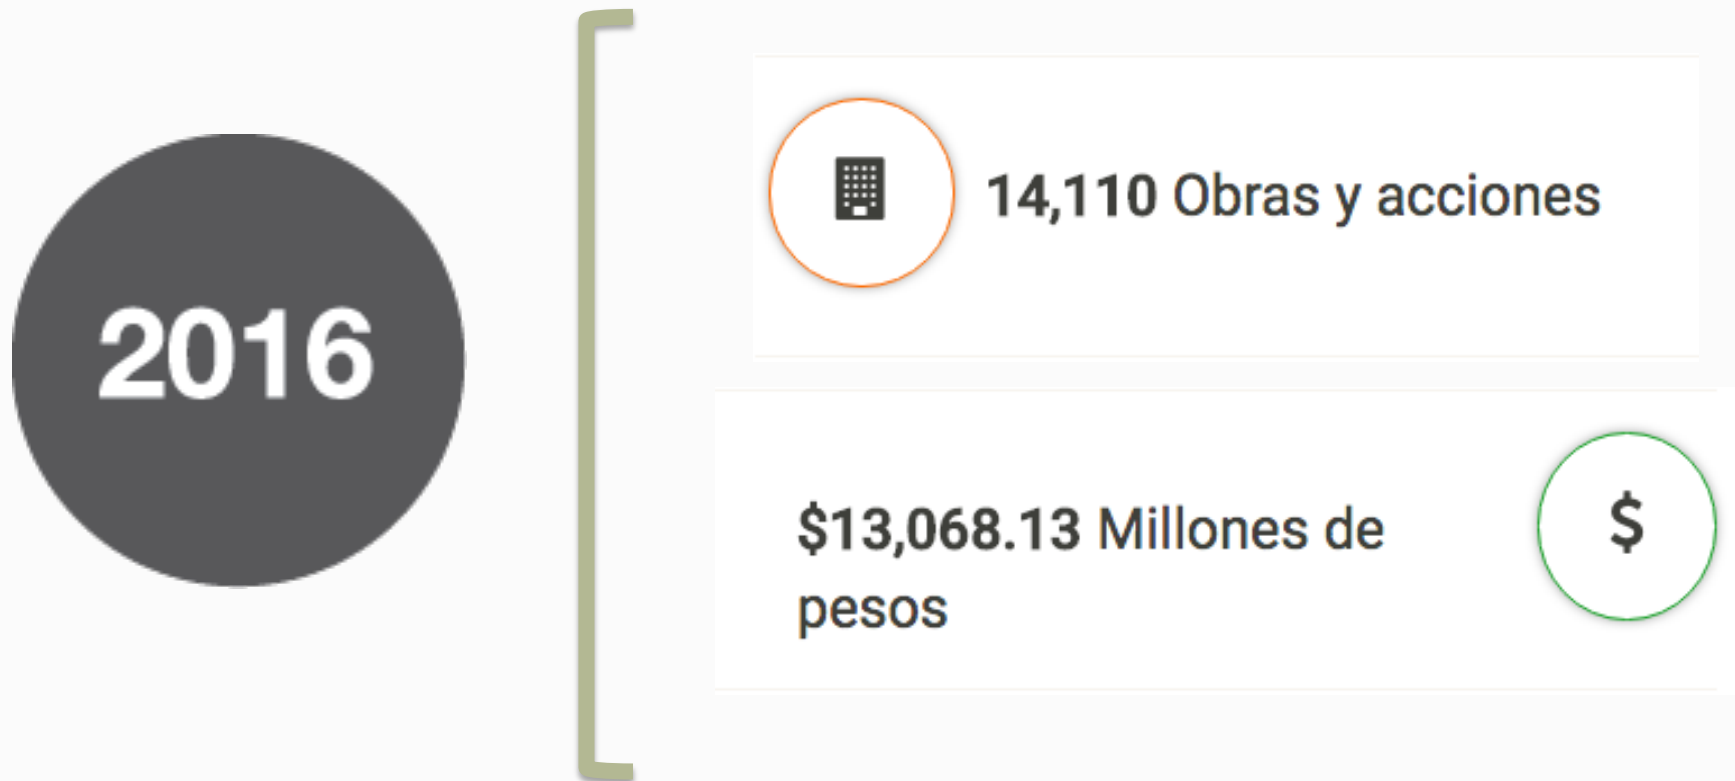 2016
14,110 Obras y acciones
$13,068.13 Millones de
pesos
$